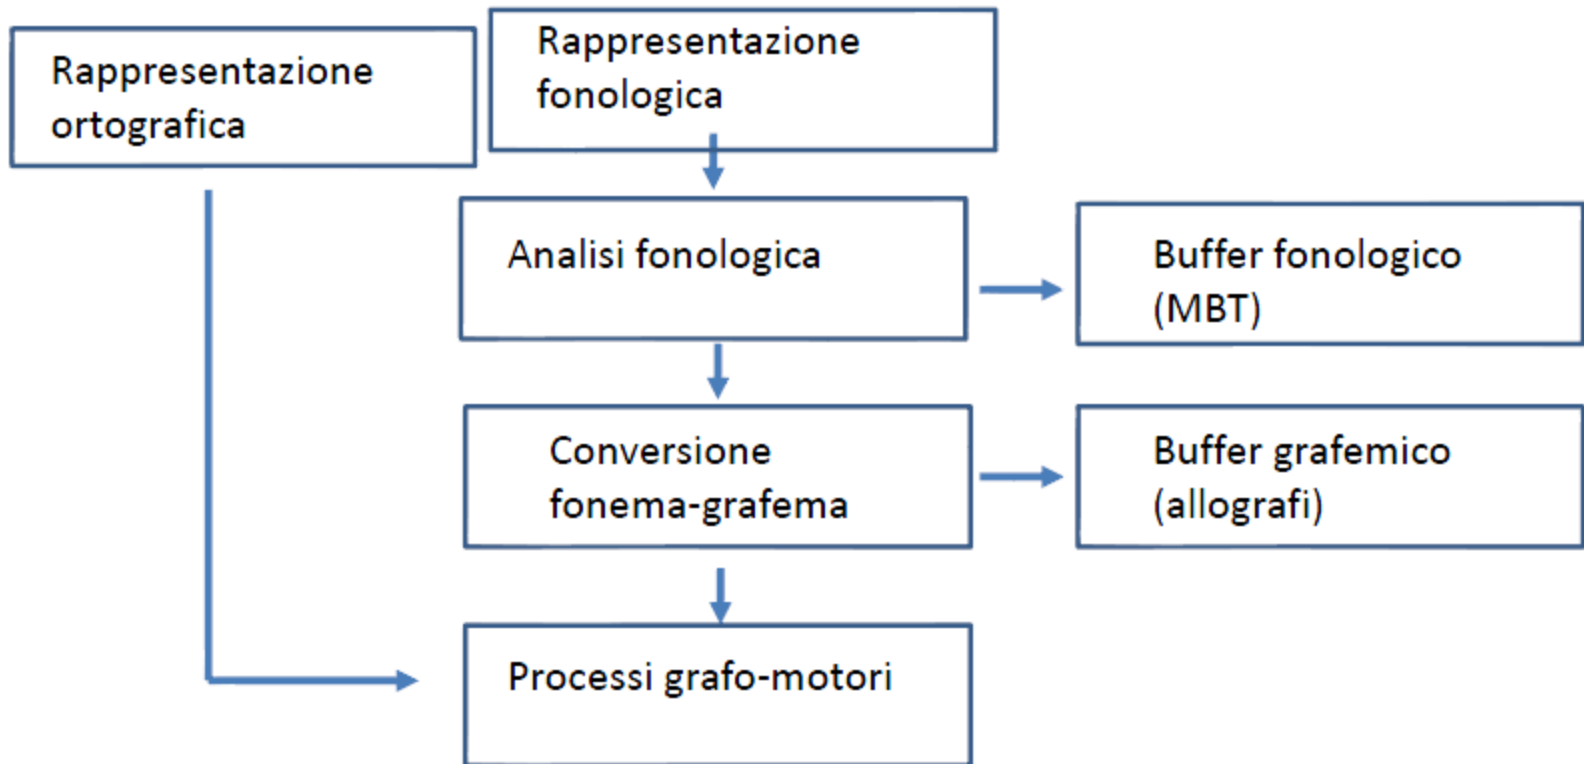 Rappresentazione
ortografica
Rappresentazione
fonologica
Analisi fonologica
Buffer fonologico
(MBT)
Conversione
fonema-grafema
Buffer grafemico
(allografi)
Processi grafo-motori